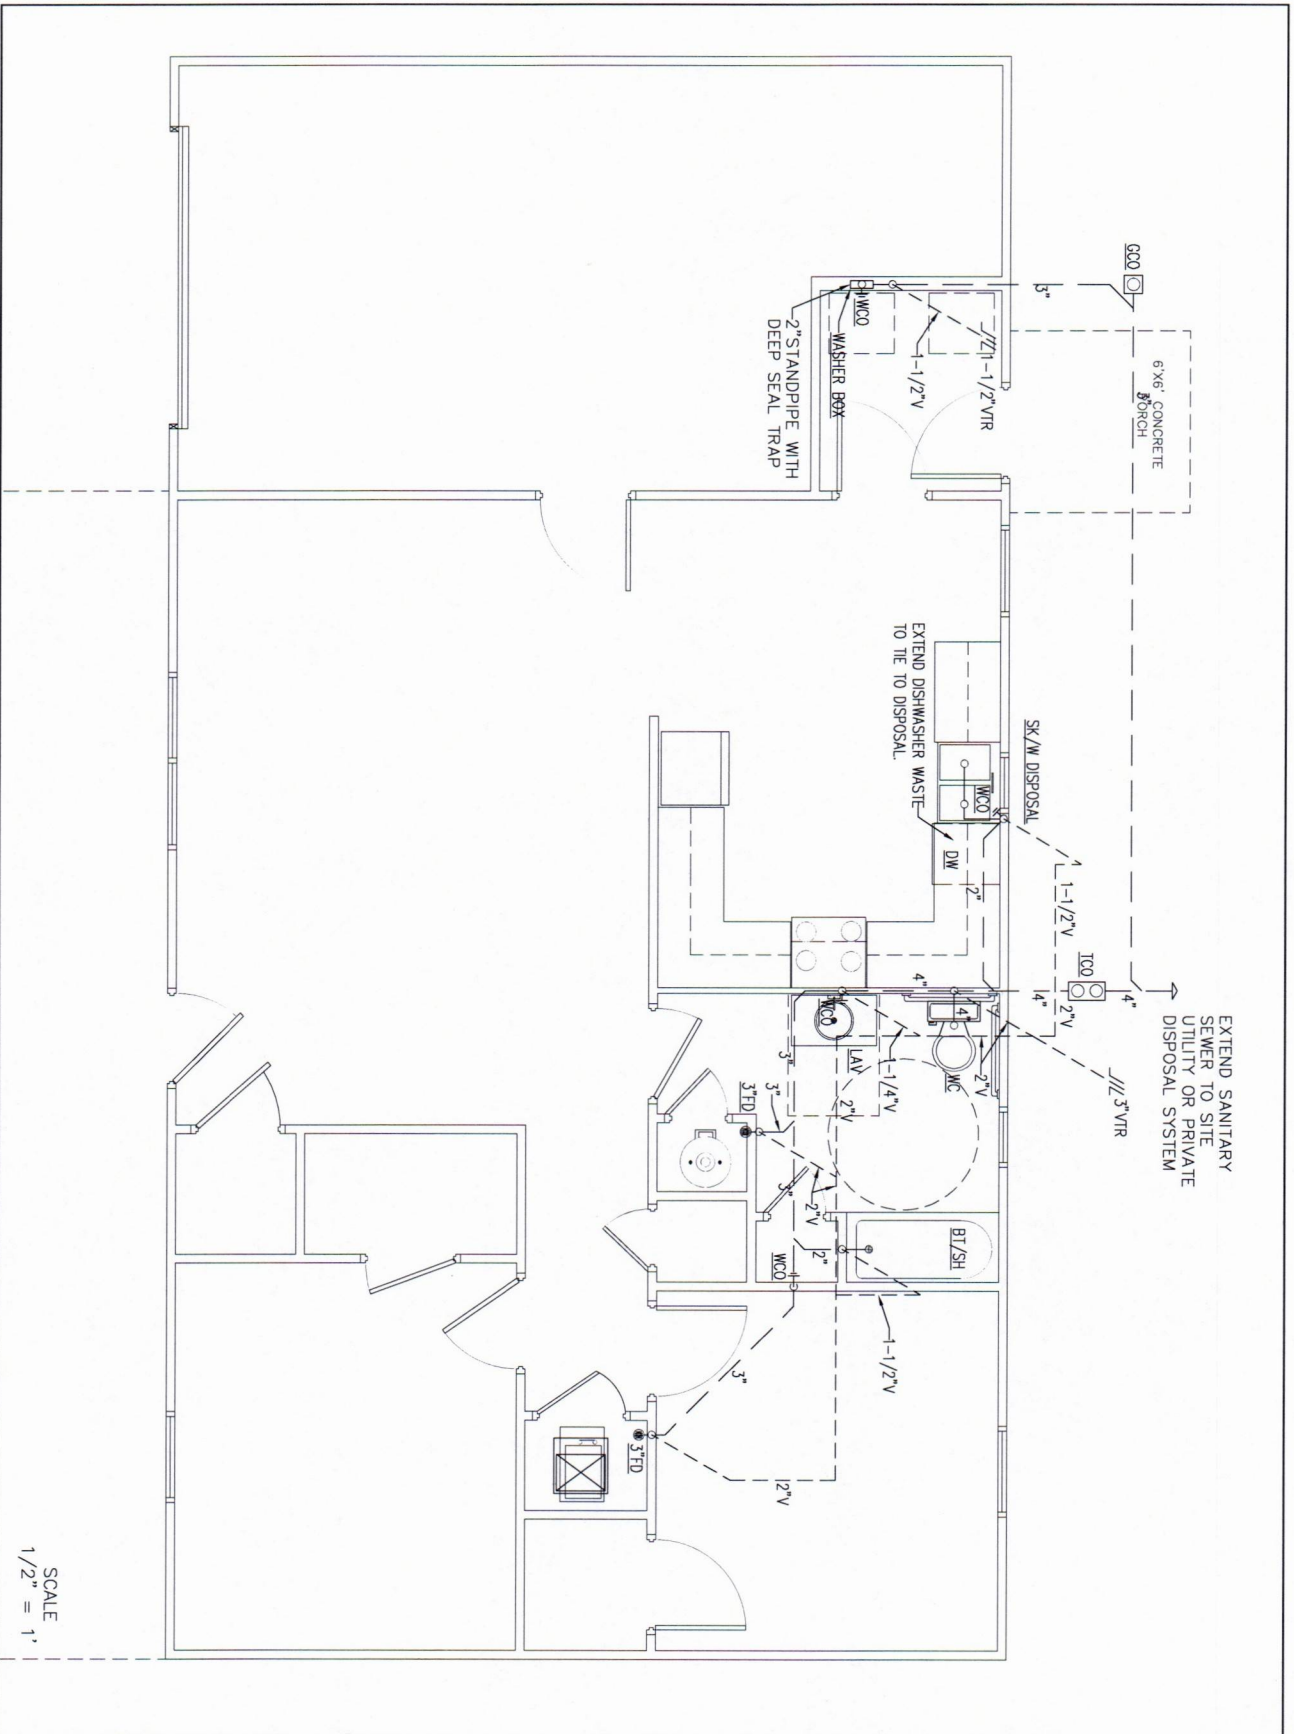 EXTEND SANITARY
SEWER TO SITE
UTILITY OR PRIVATE
DISPOSAL SYSTEM
GCO
3"
6'X6' CONCRETE
PORCH
3"
4"
TCO
4"
2"V
1-1/2"V
3"VTR
SK/W DISPOSAL
1-1/2"VTR
1-1/2"V
WCO
WASHER BOX
2"STANDPIPE WITH
DEEP SEAL TRAP
EXTEND DISHWASHER WASTE
TO TIE TO DISPOSAL.
WCO
DW
2"
4"
4"
WC
2"V
WCO
LAV
1-1/4"V
2"V
3"
3"
3"FD
2"V
3"
2"
BT/SH
WCO
1-1/2"V
3"
3"FD
2"V
SCALE
1/2" = 1'